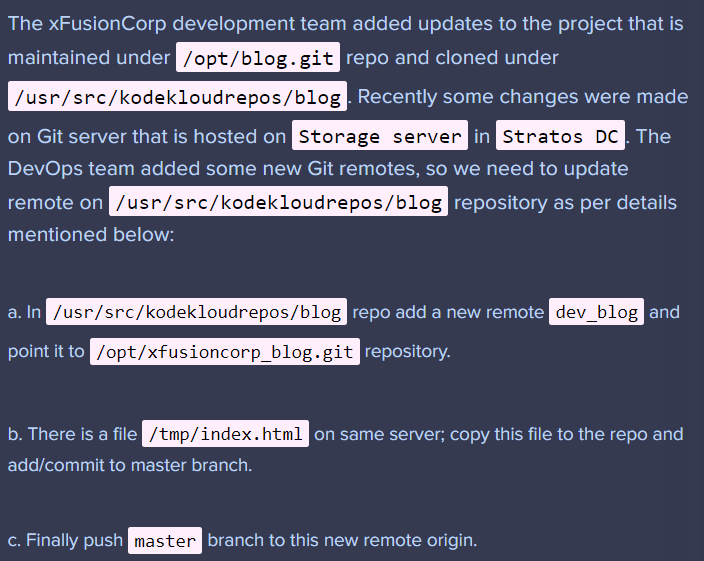 The xFusionCorp development team added updates to the project that is
maintained under /opt/blog.git repo and cloned under
/usr/src/kodekloudrepos/blog. Recently some changes were made
on Git server that is hosted on Storage server in Stratos DC. The
DevOps team added some new Git remotes, so we need to update
remote on /usr/src/kodekloudrepos/blog repository as per details
mentioned below:
a. In /usr/src/kodekloudrepos/blog repo add a new remote dev_blog and
point it to /opt/xfusioncorp_blog.git repository.
b. There is a file /tmp/index.html on same server; copy this file to the repo and
add/commit to master branch.
c. Finally push master branch to this new remote origin.